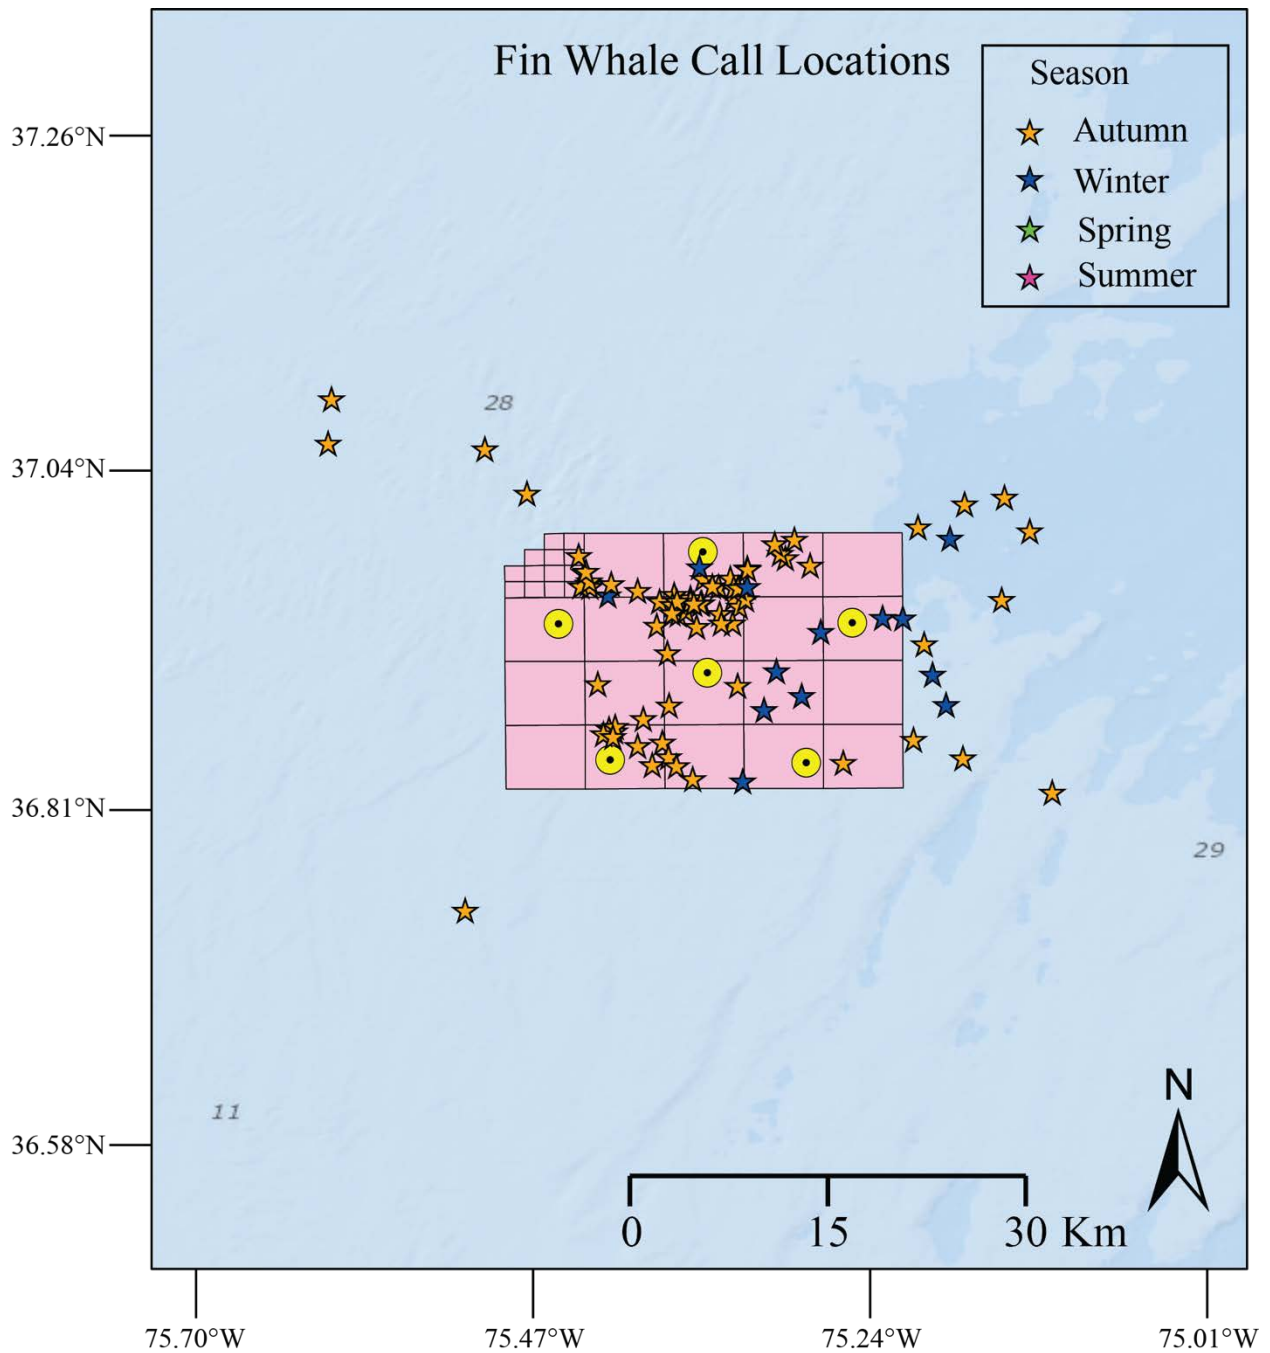 Fin Whale Call Locations
Season
Autumn
Winter
Spring
Summer
37.26°N
37.04°N
36.81°N
36.58°N
28
29
11
N
0 15 30 Km
75.70°W 75.47°W 75.24°W 75.01°W